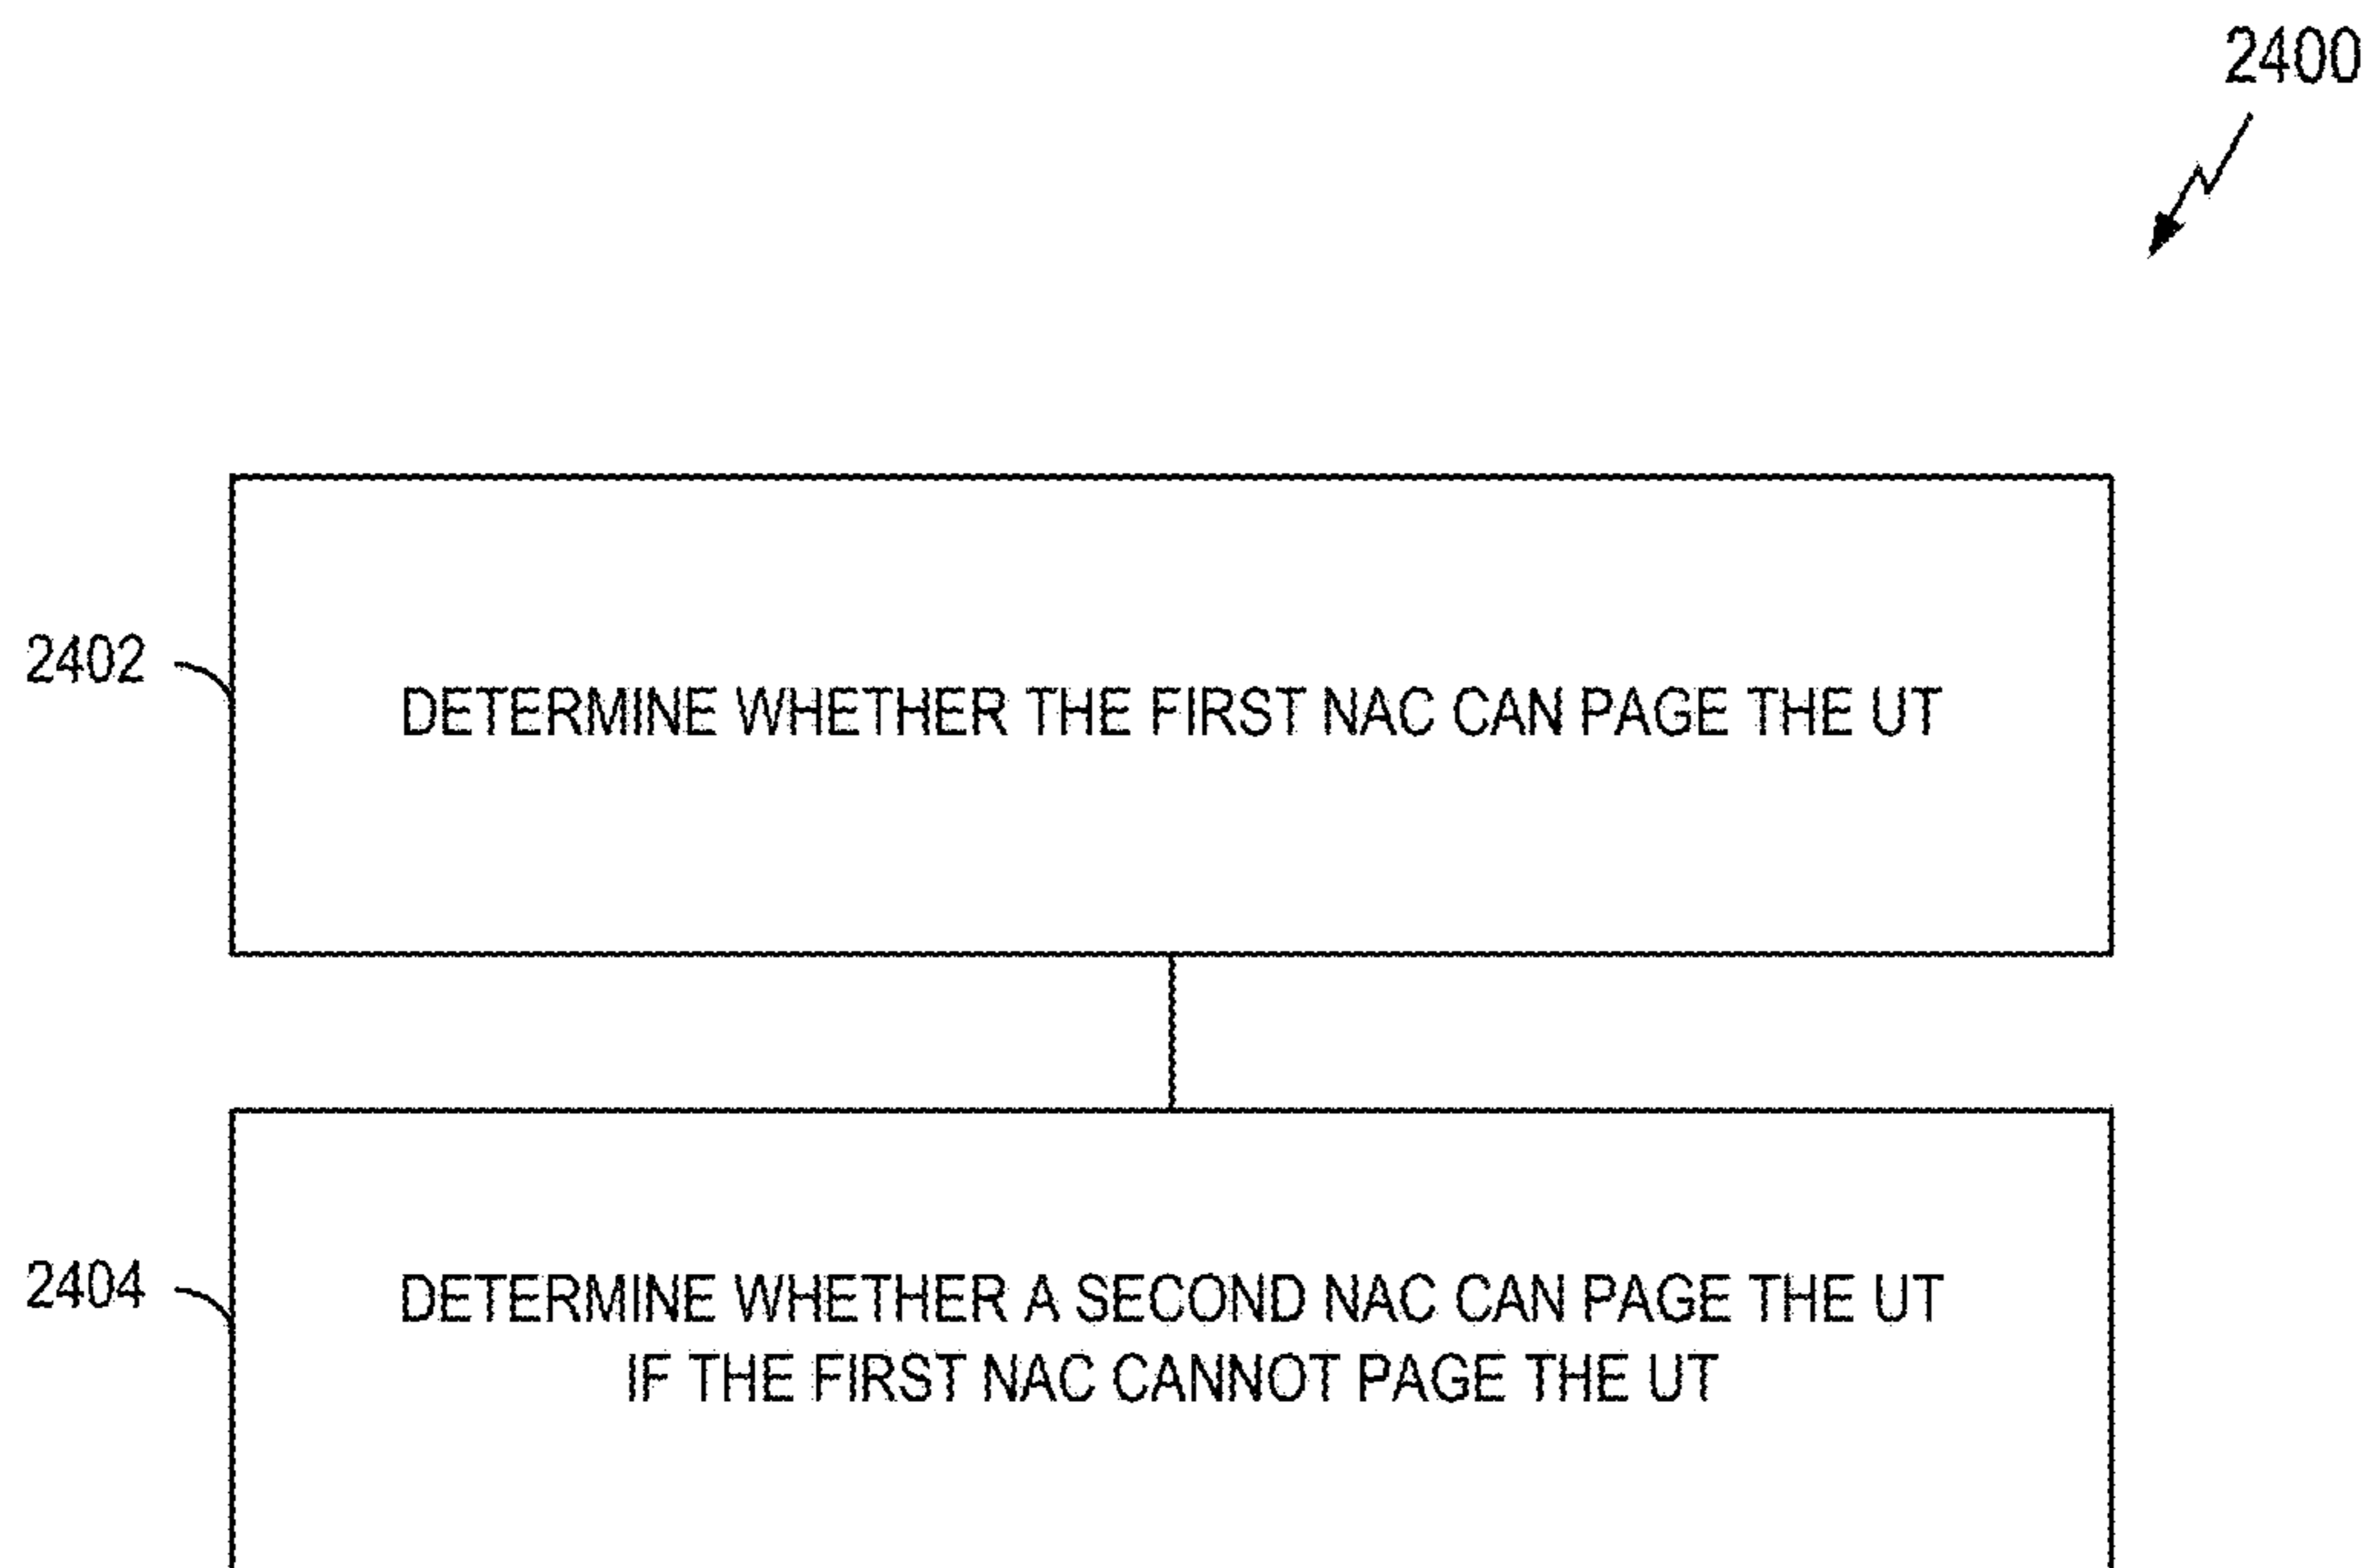 2400
2402
DETERMINE WHETHER THE FIRST NAC CAN PAGE THE UT
2404
DETERMINE WHETHER A SECOND NAC CAN PAGE THE UT
IF THE FIRST NAC CANNOT PAGE THE UT